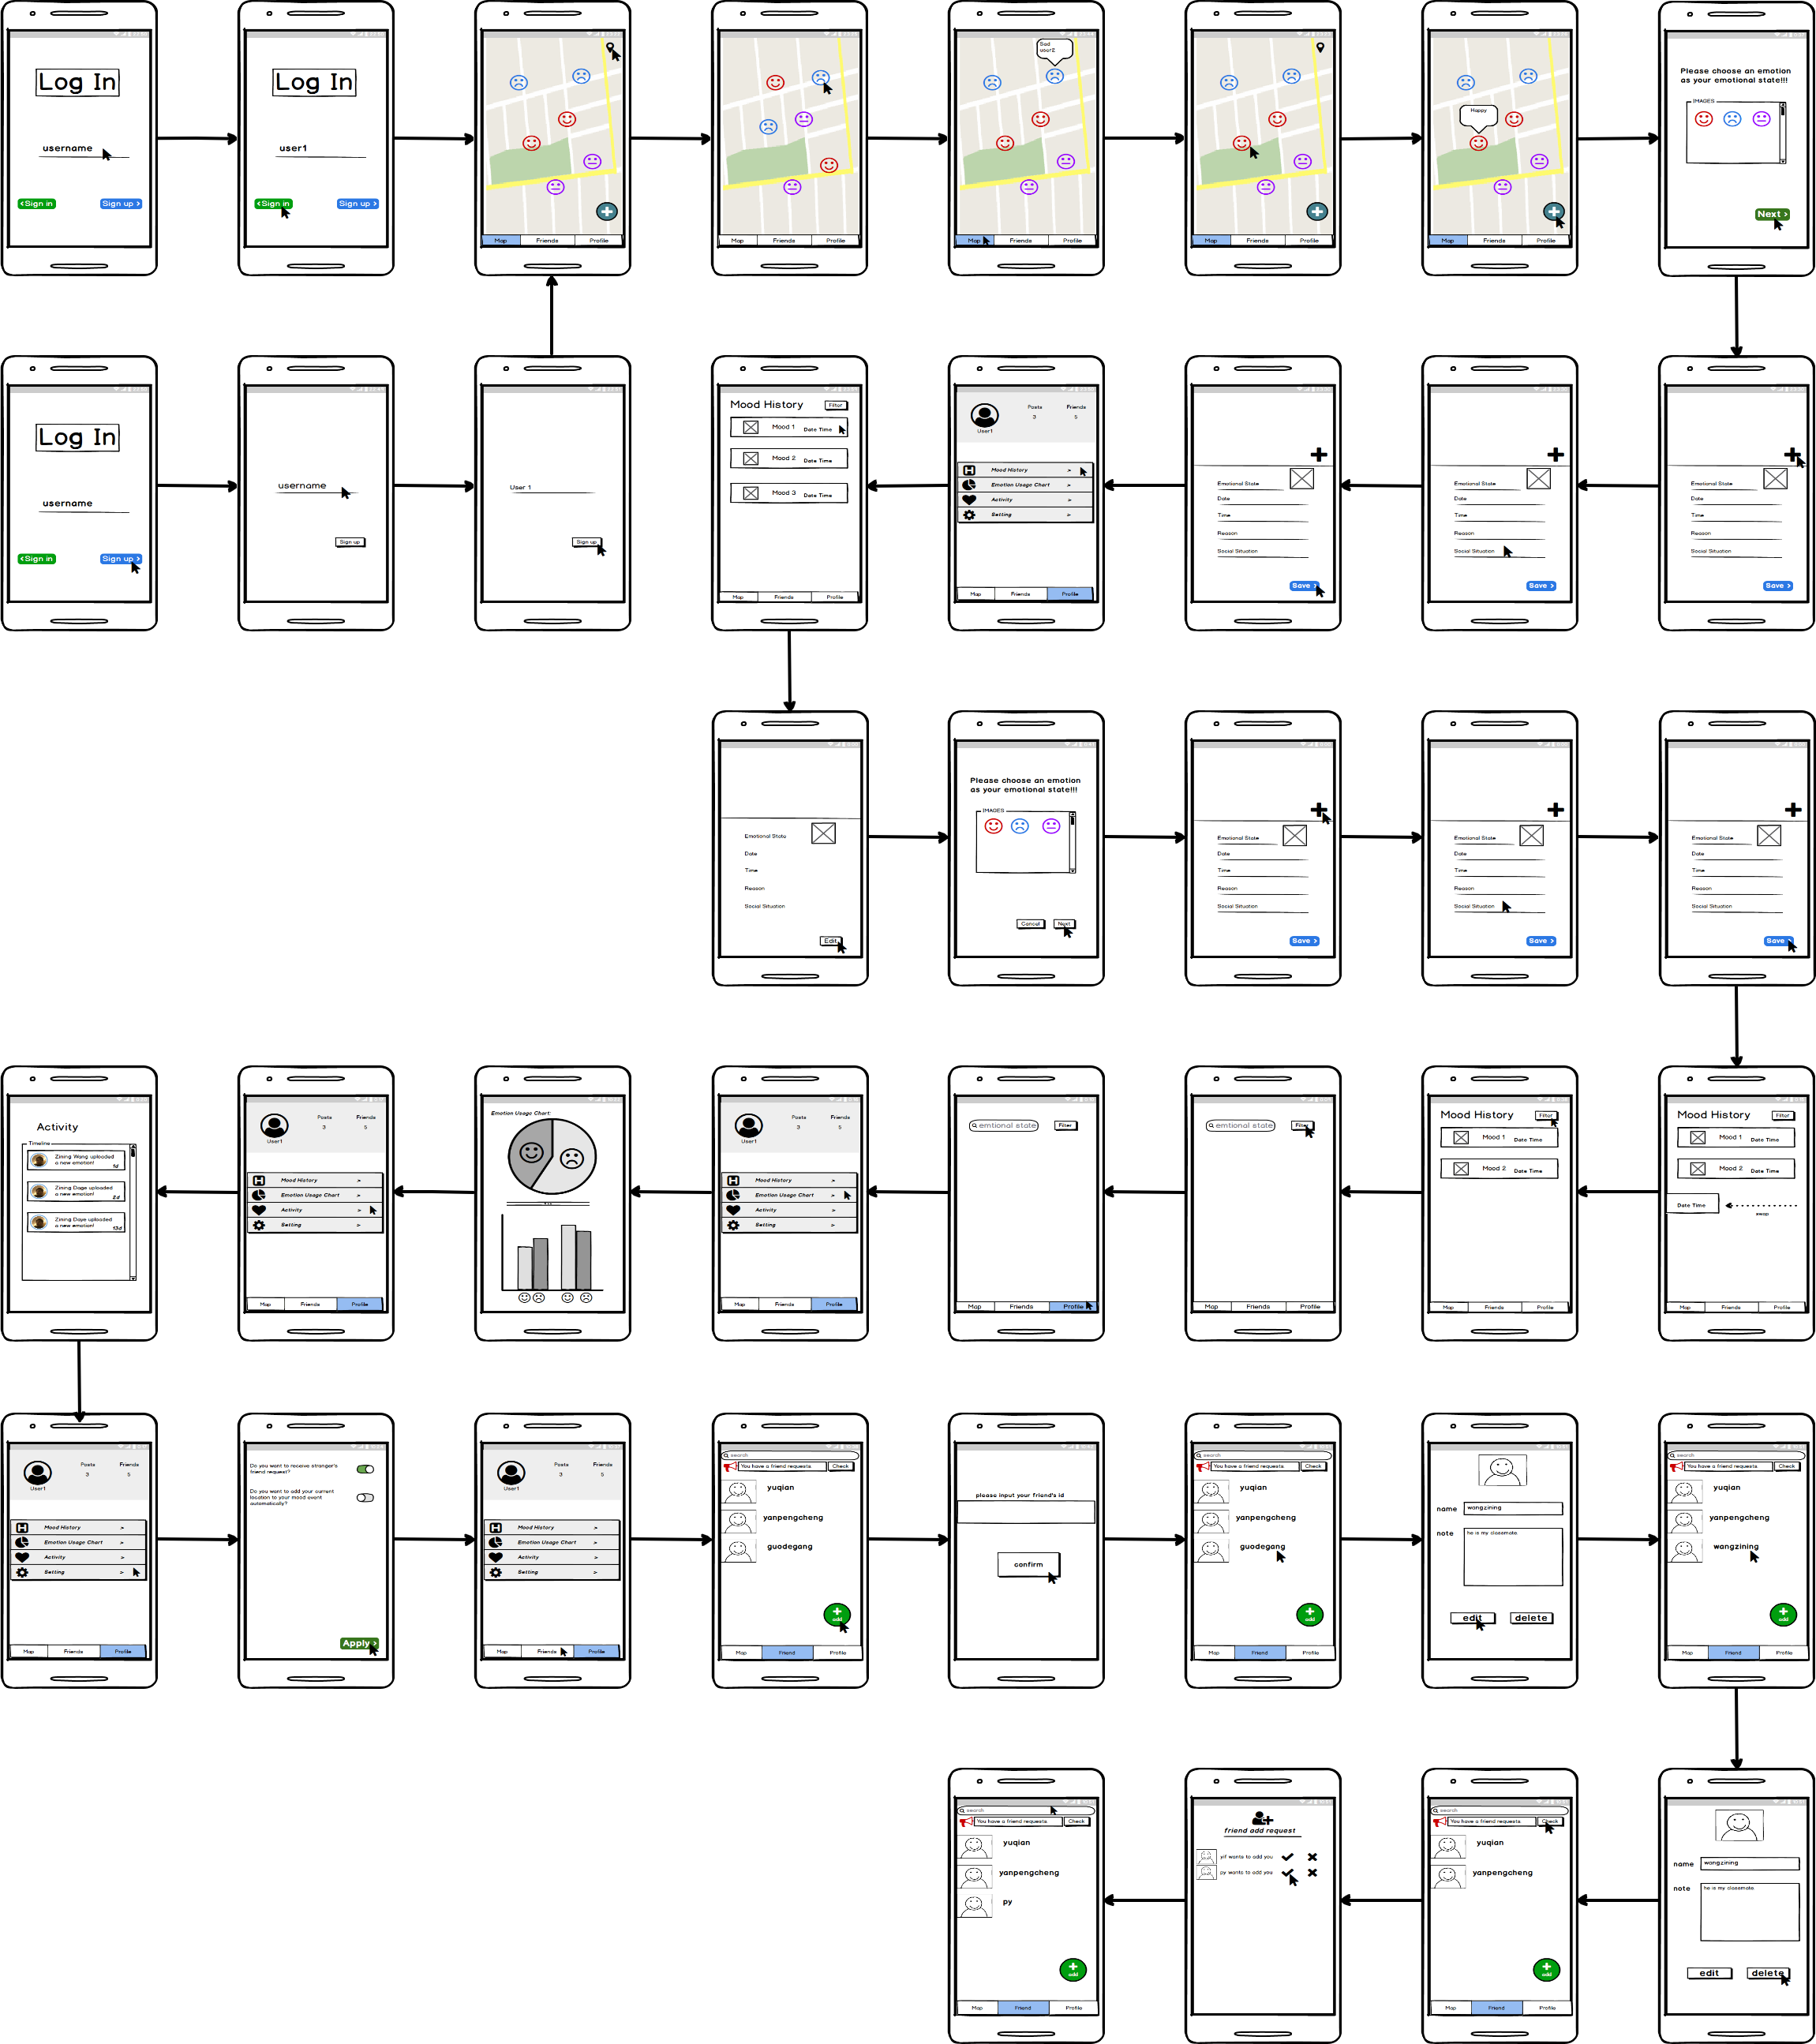 Log In
username
<Sign in
Sign up >
Log In
user1
<Sign in
Sign up >
Map
Friends
Profile
Map
Friends
Profile
Sad
user2
Map
Friends
Profile
Map
Friends
Profile
Happy
Map
Friends
Profile
Please choose an emotion
as your emotional state!!!
IMAGES
Next >
Log In
username
<Sign in
Sign up >
username
Sign up
User 1
Sign up
Mood History
Filter
Mood 1
Date Time
Mood 2
Date Time
Mood 3
Date Time
Map
Friends
Profile
Posts
Friends
3
5
User1
Mood History >
Emotion Usage Chart >
Activity >
Setting >
Map
Friends
Profile
Emotional State
Date
Time
Reason
Social Situation
Save >
Emotional State
Date
Time
Reason
Social Situation
Save >
Emotional State
Date
Time
Reason
Social Situation
Save >
Emotional State
Date
Time
Reason
Social Situation
Edit
Please choose an emotion
as your emotional state!!!
IMAGES
Cancel
Next
Emotional State
Date
Time
Reason
Social Situation
Save >
Emotional State
Date
Time
Reason
Social Situation
Save >
Emotional State
Date
Time
Reason
Social Situation
Save >
Activity
Timeline
Zining Wang uploaded
a new emotion!
1d
Zining Dage uploaded
a new emotion!
2d
Zining Daye uploaded
a new emotion!
13d
Posts
Friends
3
5
User1
Mood History >
Emotion Usage Chart >
Activity >
Setting >
Map
Friends
Profile
Emotion Usage Chart:
Posts
Friends
3
5
User1
Mood History >
Emotion Usage Chart >
Activity >
Setting >
Map
Friends
Profile
emtional state
Filter
Map
Friends
Profile
emtional state
Filter
Map
Friends
Profile
Mood History
Filter
Mood 1
Date Time
Mood 2
Date Time
Map
Friends
Profile
Mood History
Filter
Mood 1
Date Time
Mood 2
Date Time
Date Time
Map
Friends
Profile
Posts
Friends
3
5
User1
Mood History >
Emotion Usage Chart >
Activity >
Setting >
Map
Friends
Profile
Do you want to receive stranger's
friend request?
Do you want to add your current
location to your mood event
automatically?
Apply >
Posts
Friends
3
5
User1
Mood History >
Emotion Usage Chart >
Activity >
Setting >
Map
Friends
Profile
search
You have a friend requests.
Check
yuqian
yanpengcheng
guodegang
add
Map
Friend
Profile
please input your friend's id
confirm
search
You have a friend requests.
Check
yuqian
yanpengcheng
guodegang
add
Map
Friend
Profile
name
wangzining
note
he is my classmate.
edit
delete
search
You have a friend requests.
Check
yuqian
yanpengcheng
wangzining
add
Map
Friend
Profile
search
You have a friend requests.
Check
yuqian
yanpengcheng
py
add
Map
Friend
Profile
friend add request
ylf wants to add you
py wants to add you
search
You have a friend requests.
Check
yuqian
yanpengcheng
add
Map
Friend
Profile
name
wangzining
note
he is my classmate.
edit
delete